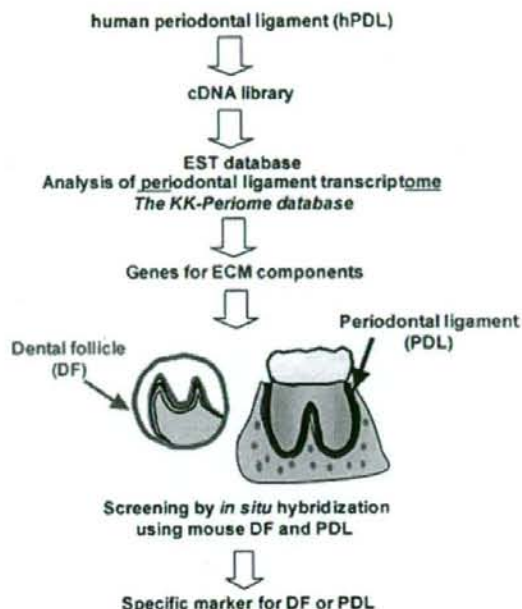 human periodontal ligament (hPDL)
cDNA library
EST database
Analysis of periodontal ligament transcriptome
The KK-Periome database
Genes for ECM components
Dental follicle
(DF)
Periodontal ligament
(PDL)
Screening by in situ hybridization
using mouse DF and PDL
Specific marker for DF or PDL